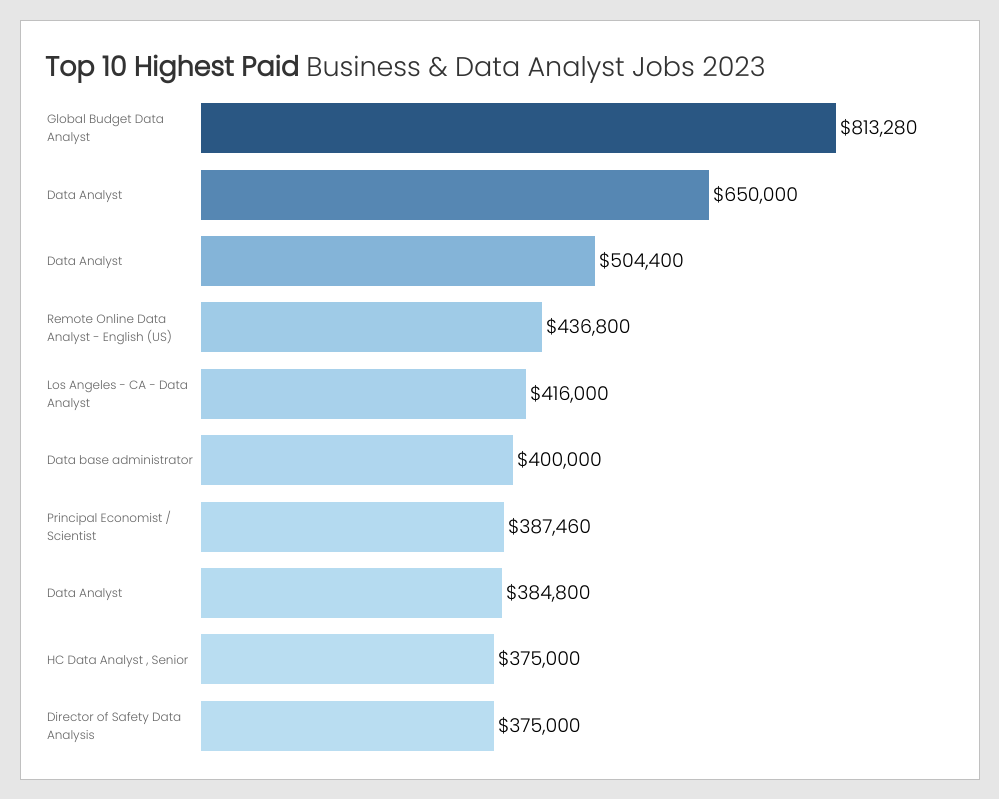 Top 10 Highest Paid Business & Data Analyst Jobs 2023
Global Budget Data
Analyst
$813,280
Data Analyst
$650,000
Data Analyst
$504,400
Remote Online Data
Analyst - English (US)
$436,800
Los Angeles - CA - Data
Analyst
$416,000
Data base administrator
$400,000
Principal Economist /
Scientist
$387,460
Data Analyst
$384,800
HC Data Analyst , Senior
$375,000
Director of Safety Data
Analysis
$375,000